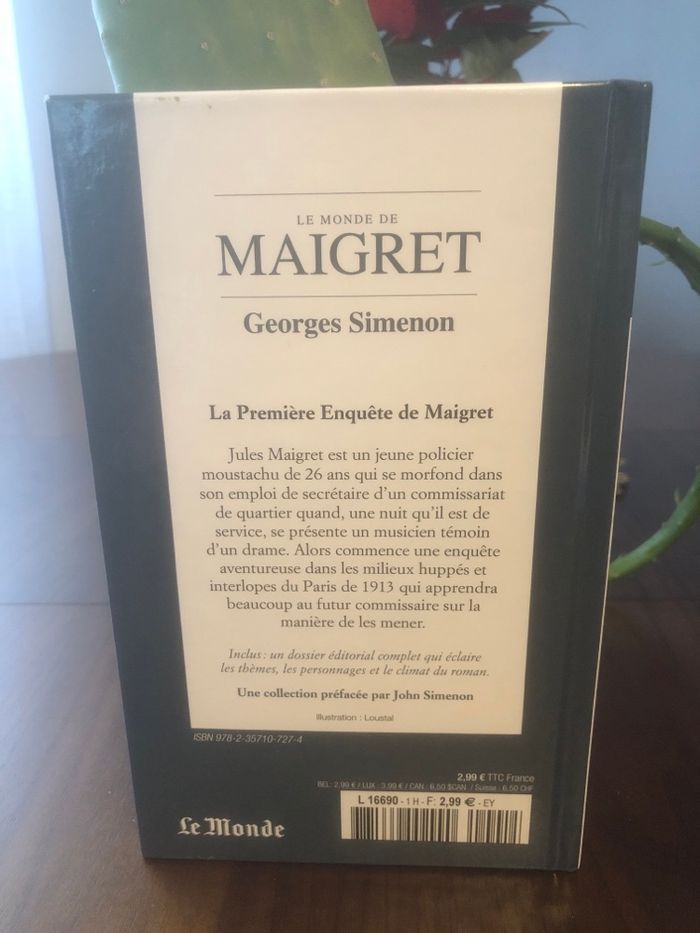 LE MONDE DE
MAIGRET
Georges Simenon
La Première Enquête de Maigret
Jules Maigret est un jeune policier
moustachu de 26 ans qui se morfond dans
son emploi de secrétaire d'un commissariat
de quartier quand, une nuit qu'il est de
service, se présente un musicien témoin
d'un drame. Alors commence une enquête
aventureuse dans les milieux huppés et
interlopes du Paris de 1913 qui apprendra
beaucoup au futur commissaire sur la
manière de les mener.
Inclus : un dossier éditorial complet qui éclaire
les thèmes, les personnages et le climat du roman.
Une collection préfacée par John Simenon
Illustration : Loustal
ISBN 978-2-35710-727-4
2,99 € TTC France
BEL: 2,99 € / LUX : 3,99 € / CAN : 6,50 $CAN / Suisse : 6,50 CHF
L 16690 - 1 H - F: 2,99 € - EY
Le Monde